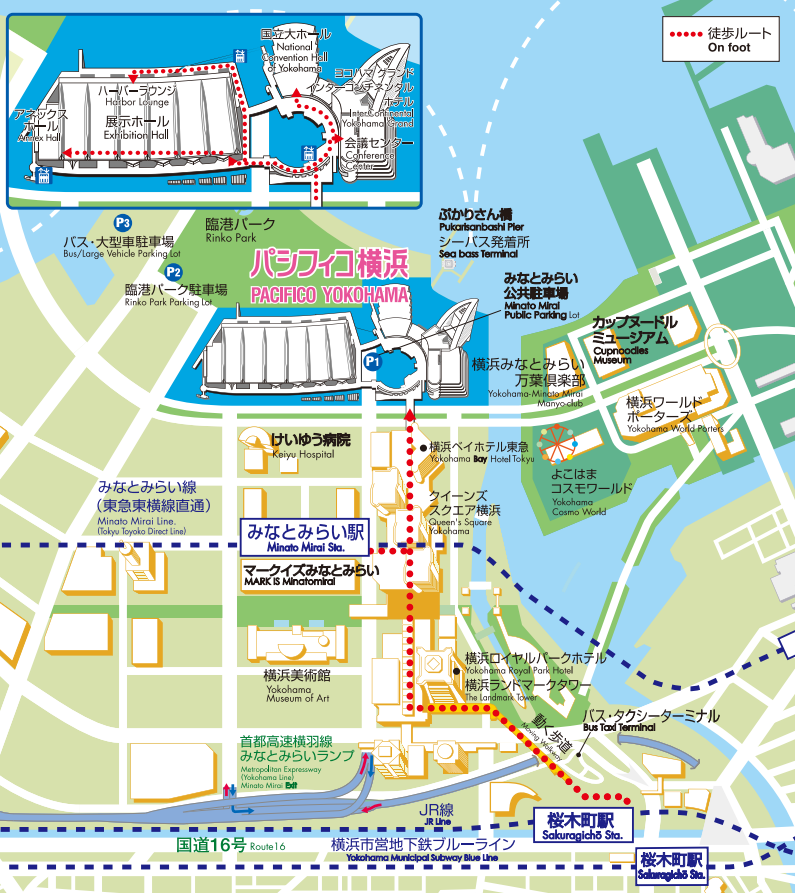 徒歩ルート
On foot
国立大ホール
National
Convention Hall
of Yokohama
ヨコハマ グランド
インターコンチネンタル
ホテル
InterContinental
Yokohama Grand
ハーバーラウンジ
Harbor Lounge
アネックス
ホール
Annex Hall
展示ホール
Exhibition Hall
会議センター
Conference
Center
P3
バス・大型車駐車場
Bus/Large Vehicle Parking Lot
臨港パーク
Rinko Park
P2
臨港パーク駐車場
Rinko Park Parking Lot
パシフィコ横浜
PACIFICO YOKOHAMA
ぷかりさん橋
Pukarisanbashi Pier
シーバス発着所
Sea bass Terminal
みなとみらい
公共駐車場
Minato Mirai
Public Parking Lot
P1
カップヌードル
ミュージアム
Cupnoodles
Museum
横浜みなとみらい
万葉倶楽部
Yokohama-Minato Mirai
Manyo-club
横浜ワールド
ポーターズ
Yokohama World Porters
けいゆう病院
Keiyu Hospital
横浜ベイホテル東急
Yokohama Bay Hotel Tokyu
よこはま
コスモワールド
Yokohama
Cosmo World
みなとみらい線
（東急東横線直通）
Minato Mirai Line.
(Tokyu Toyoko Direct Line)
クイーンズ
スクエア横浜
Queen's Square
Yokohama
みなとみらい駅
Minato Mirai Sta.
マークイズみなとみらい
MARK IS Minatomirai
横浜美術館
Yokohama
Museum of Art
横浜ロイヤルパークホテル
Yokohama Royal Park Hotel
横浜ランドマークタワー
The Landmark Tower
動く歩道
Moving Walkway
バス・タクシーターミナル
Bus Taxi Terminal
首都高速横羽線
みなとみらいランプ
Metropolitan Expressway
(Yokohama Line)
Minato Mirai Exit
JR線
JR Line
桜木町駅
Sakuragichō Sta.
国道16号 Route16
横浜市営地下鉄ブルーライン
Yokohama Municipal Subway Blue Line
桜木町駅
Sakuragichō Sta.